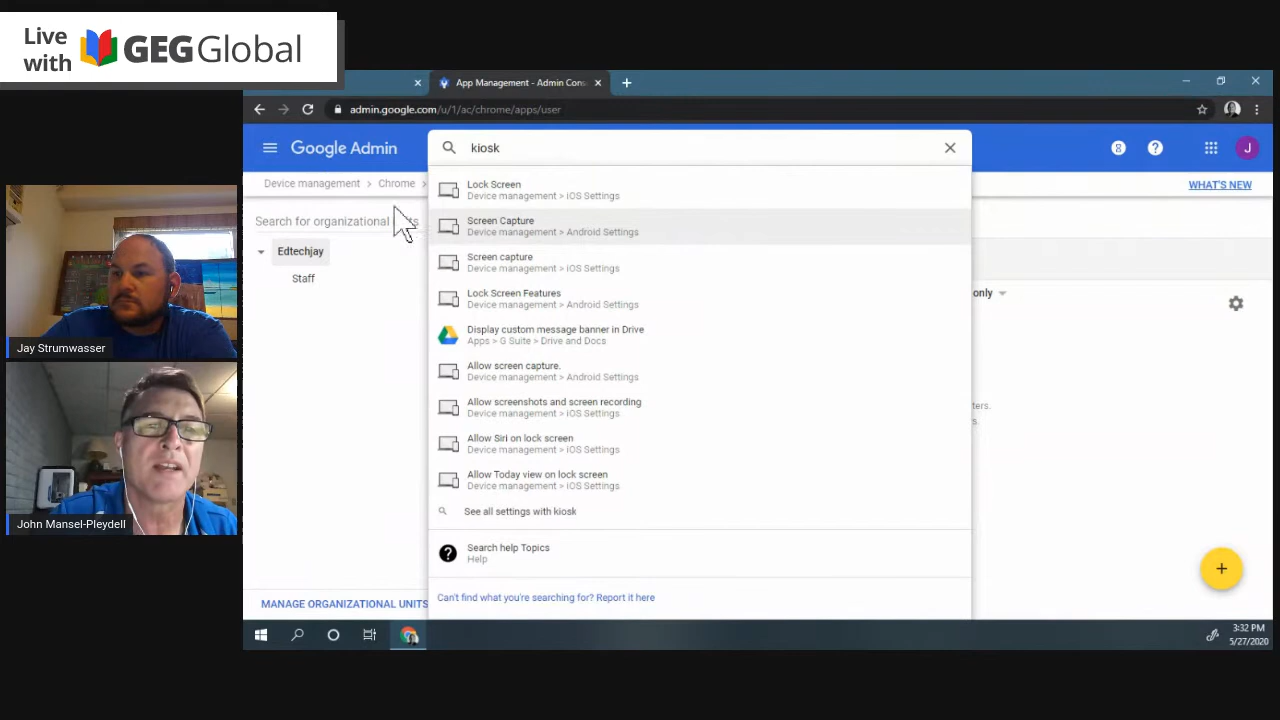 Live with
GEG Global
App Management - Admin Cons
admin.google.com/u/1/ac/chrome/apps/user
Google Admin
kiosk
J
Device management > Chrome >
WHAT'S NEW
Search for organizational units
Edtechjay
Staff
Lock Screen
Device management > iOS Settings
Screen Capture
Device management > Android Settings
Screen capture
Device management > iOS Settings
Lock Screen Features
Device management > Android Settings
Display custom message banner in Drive
Apps > G Suite > Drive and Docs
Allow screen capture.
Device management > Android Settings
Allow screenshots and screen recording
Device management > iOS Settings
Allow Siri on lock screen
Device management > iOS Settings
Allow Today view on lock screen
Device management > iOS Settings
See all settings with kiosk
Search help Topics
Help
Can't find what you're searching for? Report it here
only
ters.
s.
MANAGE ORGANIZATIONAL UNITS
3:32 PM
5/27/2020
Jay Strumwasser
John Mansel-Pleydell